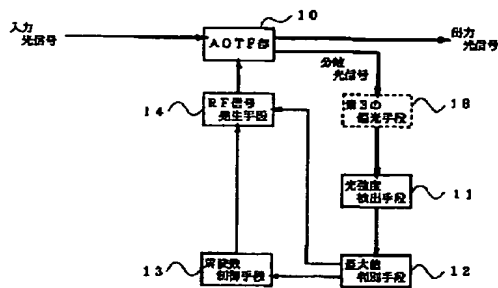 10
入力
光信号
AOTF部
出力
光信号
分岐
光信号
14
RF信号
発生手段
第3の
偏光手段
18
光強度
検出手段
11
13
周波数
制御手段
最大値
判別手段
12